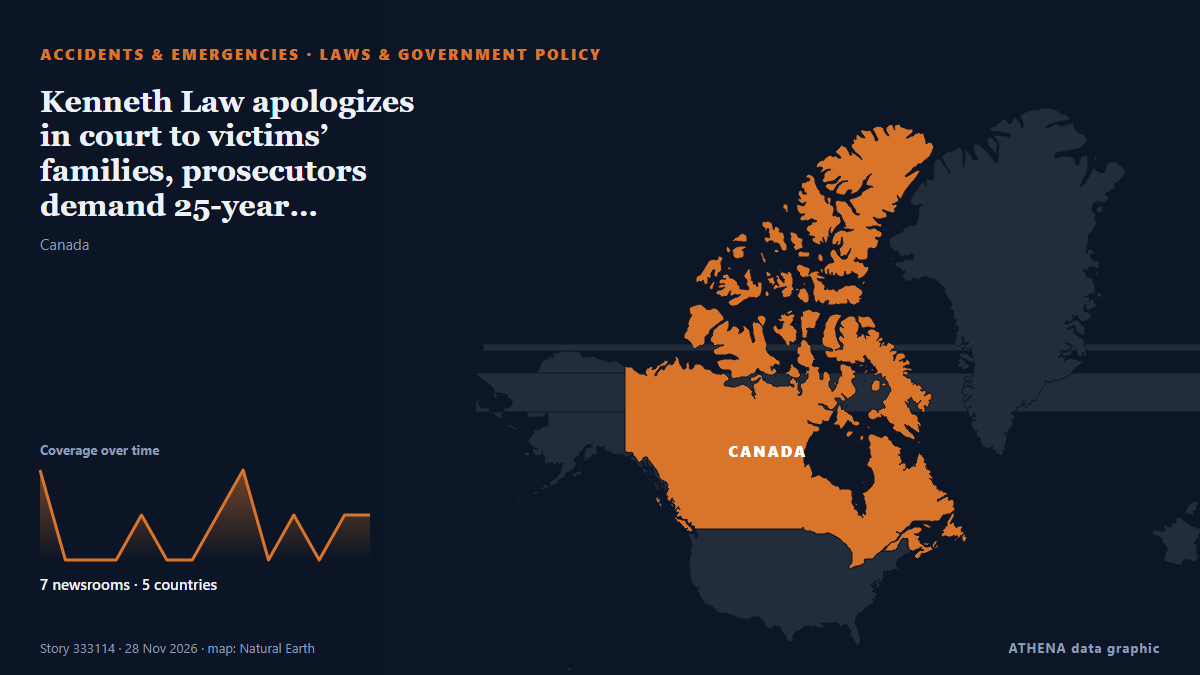 ACCIDENTS & EMERGENCIES · LAWS & GOVERNMENT POLICY
Kenneth Law apologizes
in court to victims’
families, prosecutors
demand 25-year…
Canada
CANADA
Coverage over time
7 newsrooms · 5 countries
Story 333114 · 28 Nov 2026 · map: Natural Earth
ATHENA data graphic